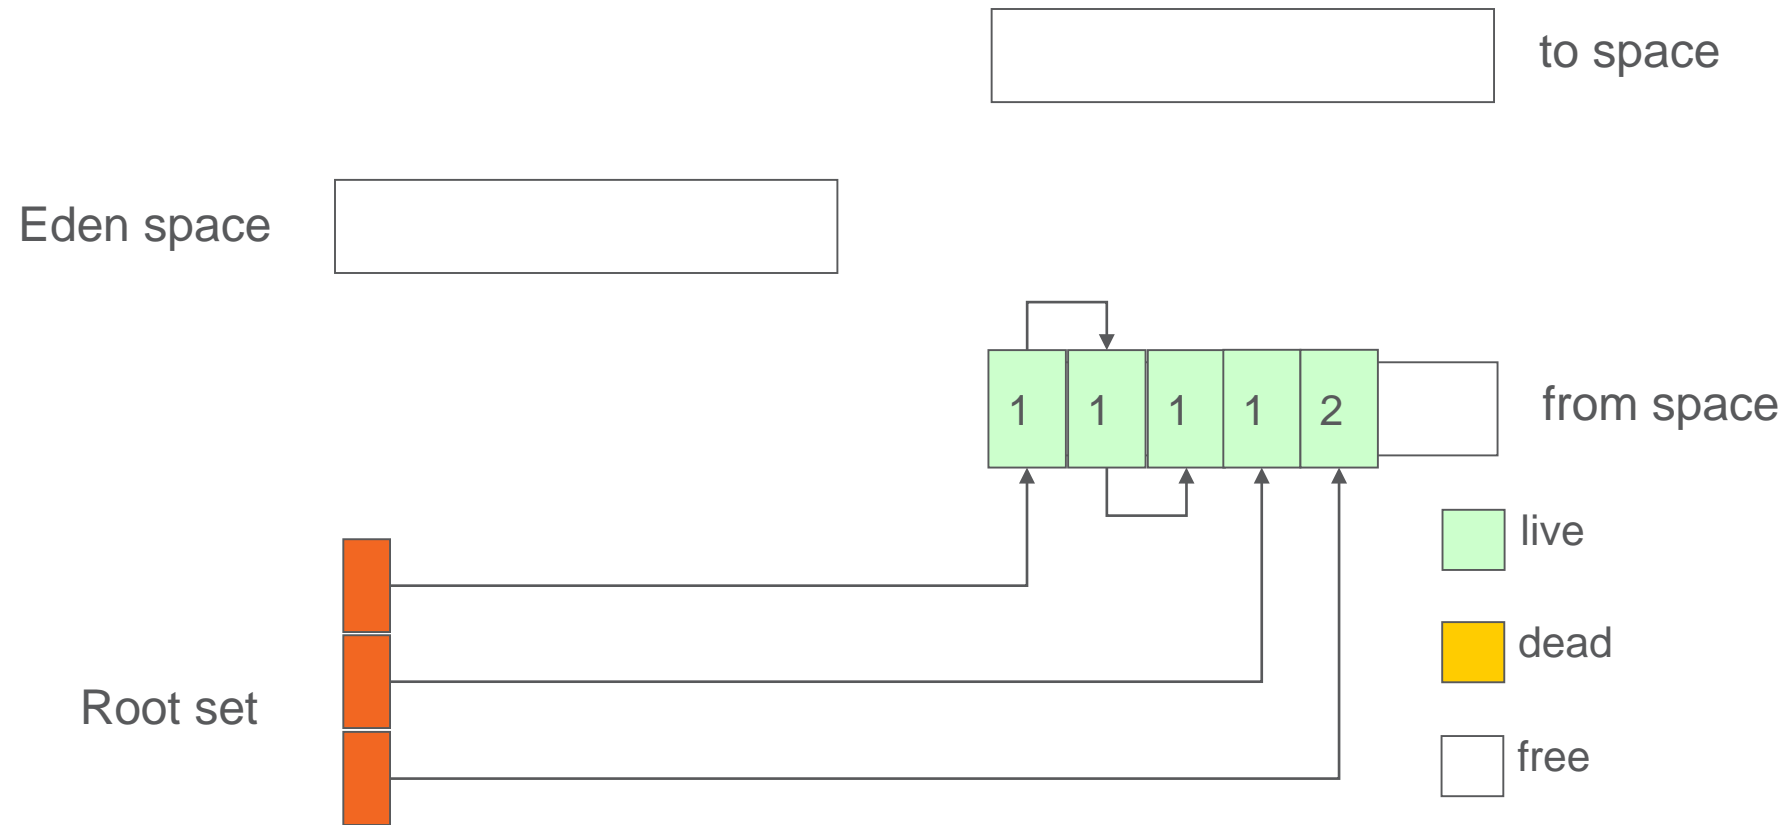 to space
Eden space
1 1 1 1 2
from space
live
dead
Root set
free